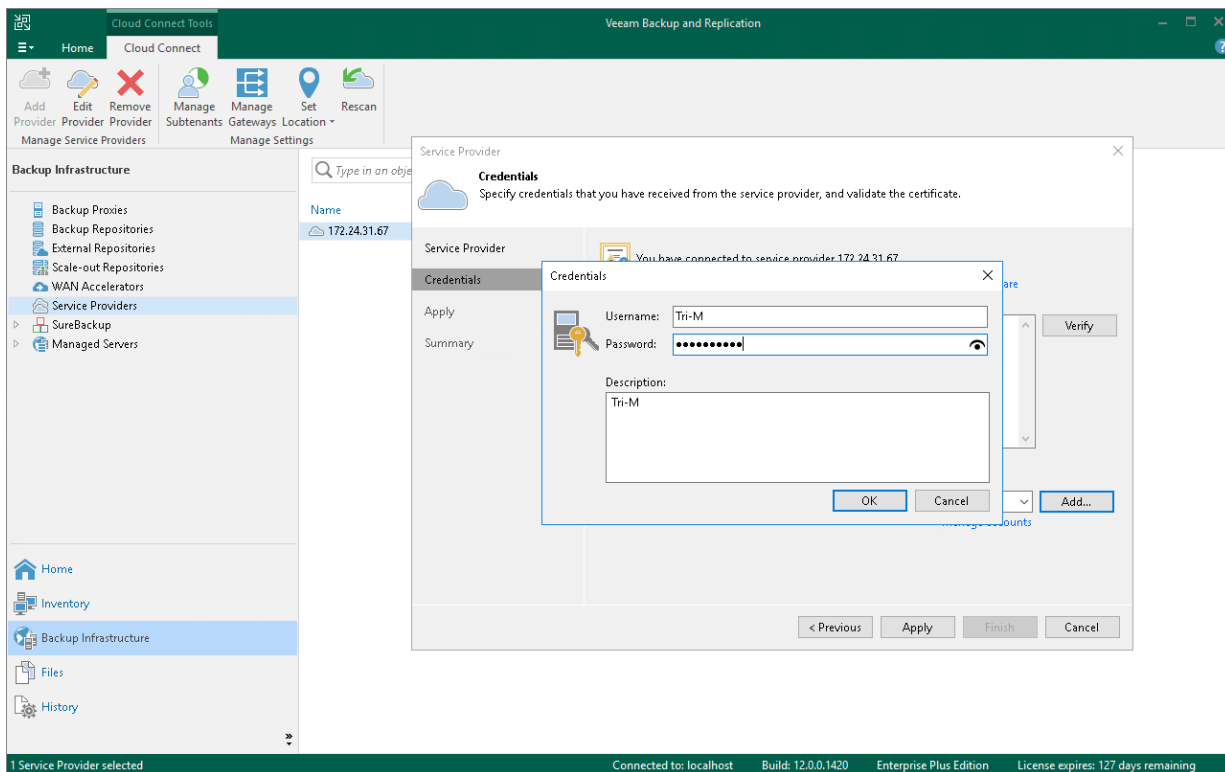 Cloud Connect Tools
Veeam Backup and Replication
Home
Cloud Connect
Add Provider
Edit Provider
Remove Provider
Manage Subtenants
Manage Gateways
Set Location
Rescan
Manage Service Providers
Manage Settings
Backup Infrastructure
Backup Proxies
Backup Repositories
External Repositories
Scale-out Repositories
WAN Accelerators
Service Providers
SureBackup
Managed Servers
Home
Inventory
Backup Infrastructure
Files
History
Type in an obje
Name
172.24.31.67
Service Provider
Credentials
Specify credentials that you have received from the service provider, and validate the certificate.
Service Provider
Credentials
Apply
Summary
You have connected to service provider 172.24.31.67
Verify
Add...
Credentials
Username: Tri-M
Password: ••••••••••
Description:
Tri-M
OK Cancel
< Previous Apply Finish Cancel
1 Service Provider selected
Connected to: localhost
Build: 12.0.0.1420
Enterprise Plus Edition
License expires: 127 days remaining